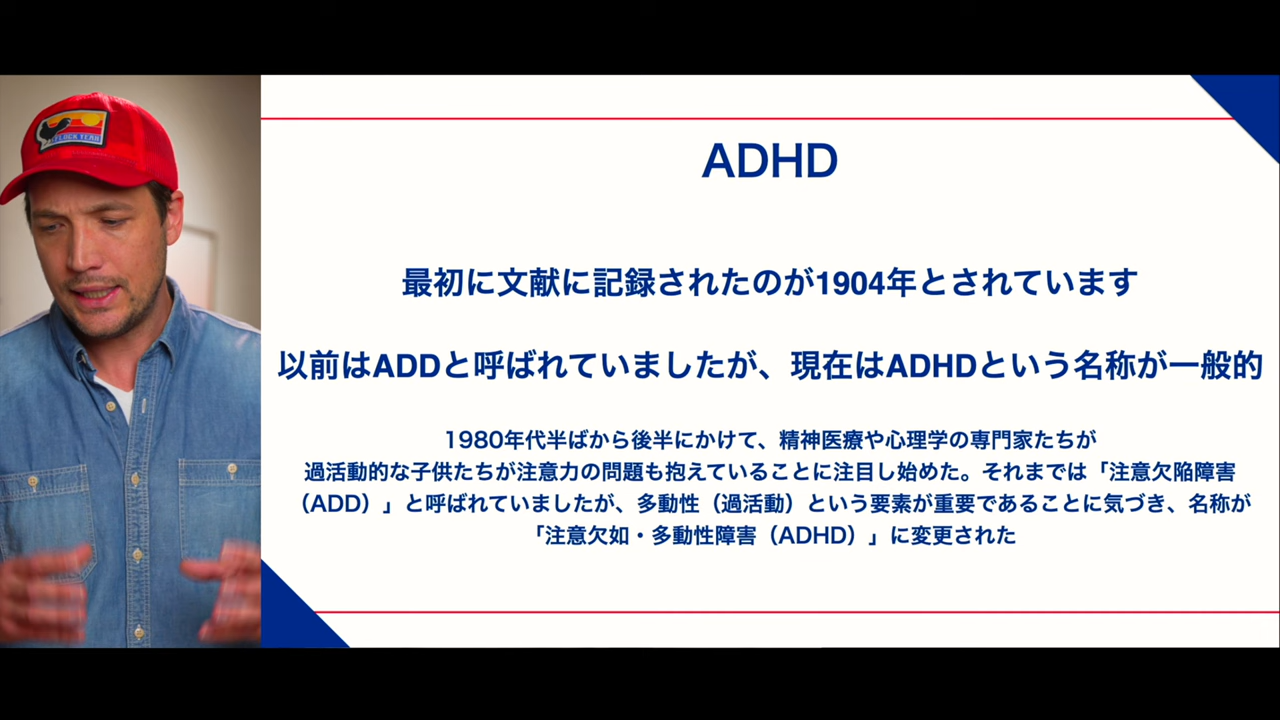 ADHD
最初に文献に記録されたのが1904年とされています
以前はADDと呼ばれていましたが、現在はADHDという名称が一般的
1980年代半ばから後半にかけて、精神医療や心理学の専門家たちが
過活動的な子供たちが注意力の問題も抱えていることに注目し始めた。それまでは「注意欠陥障害
（ADD）」と呼ばれていましたが、多動性（過活動）という要素が重要であることに気づき、名称が
「注意欠如・多動性障害（ADHD）」に変更された